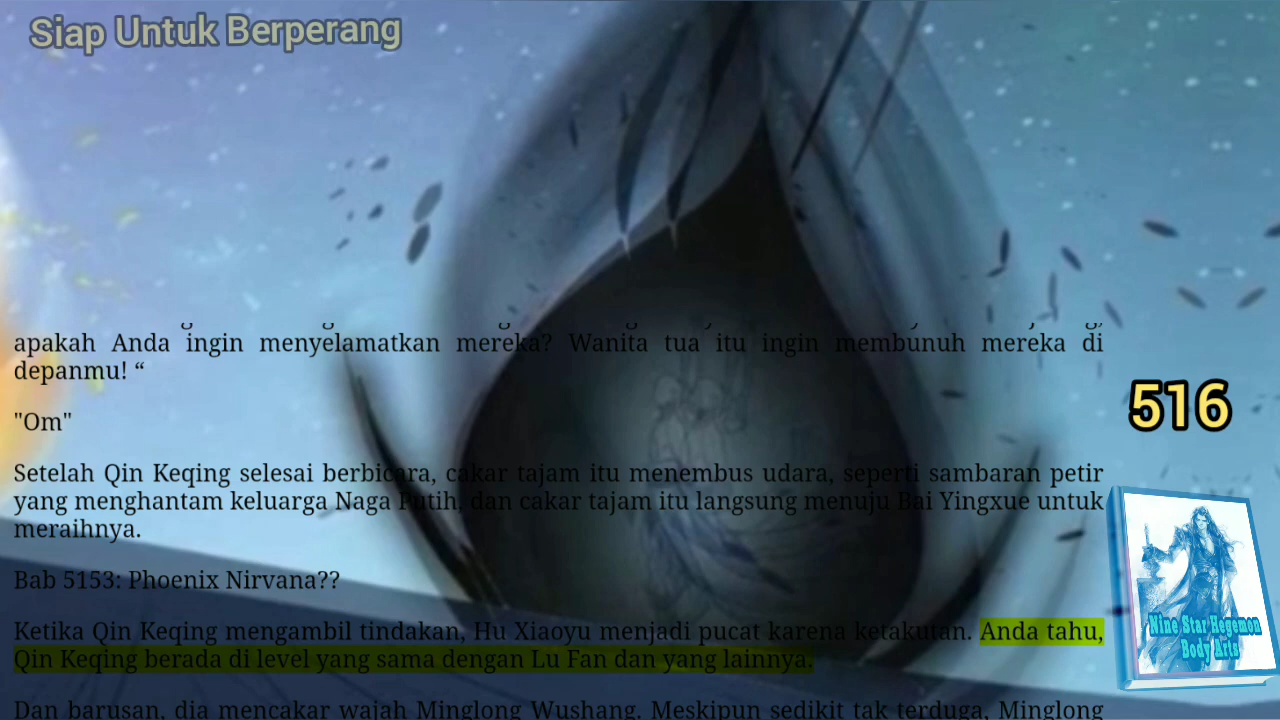 Siap Untuk Berperang
apakah Anda ingin menyelamatkan mereka? Wanita tua itu ingin membunuh mereka di
depanmu! “
"Om"
Setelah Qin Keqing selesai berbicara, cakar tajam itu menembus udara, seperti sambaran petir
yang menghantam keluarga Naga Putih, dan cakar tajam itu langsung menuju Bai Yingxue untuk
meraihnya.
Bab 5153: Phoenix Nirvana??
Ketika Qin Keqing mengambil tindakan, Hu Xiaoyu menjadi pucat karena ketakutan. Anda tahu,
Qin Keqing berada di level yang sama dengan Lu Fan dan yang lainnya.
Dan barusan, dia mencakar wajah Minglong Wushang. Meskipun sedikit tak terduga, Minglong
516
Nine Star Hegemon
Body Arts